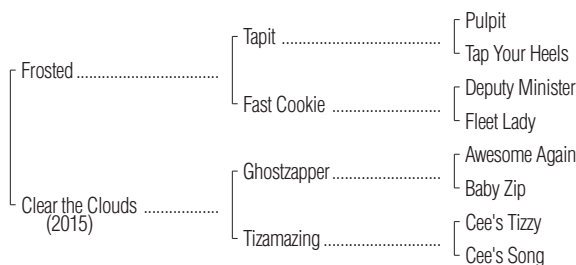 Pulpit
Tapit ........................................
Tap Your Heels
Frosted ....................................
Deputy Minister
Fast Cookie ...........................
Fleet Lady
Awesome Again
Ghostzapper ...........................
Baby Zip
Clear the Clouds ...................
(2015)
Cee's Tizzy
Tizamazing ............................
Cee's Song